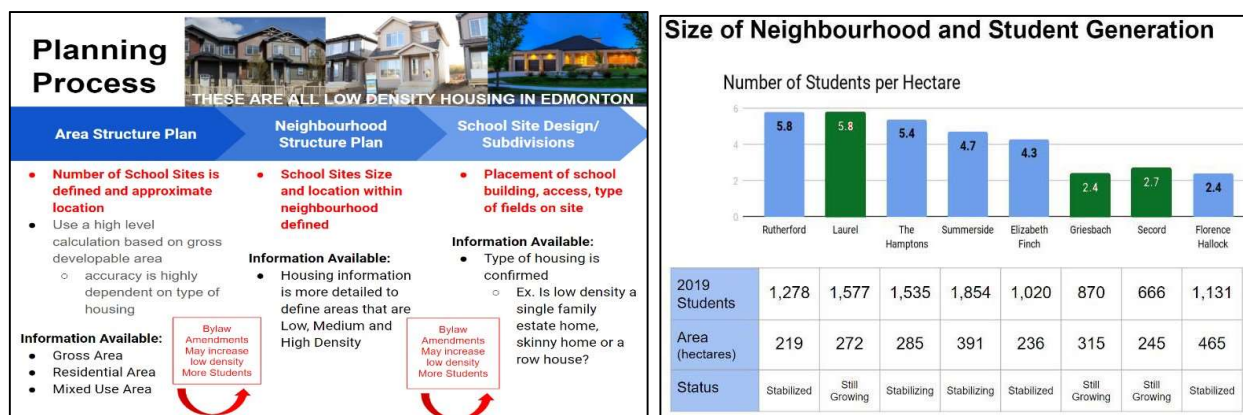 Planning
Process
THESE ARE ALL LOW DENSITY HOUSING IN EDMONTON
Area Structure Plan
● Number of School Sites is
defined and approximate
location
● Use a high level
calculation based on gross
developable area
○ accuracy is highly
dependent on type of
housing
Information Available:
● Gross Area
● Residential Area
● Mixed Use Area
Bylaw
Amendments
May increase
low density
More Students
Neighbourhood
Structure Plan
● School Sites Size
and location within
neighbourhood
defined
Information Available:
● Housing information
is more detailed to
define areas that are
Low, Medium and
High Density
Bylaw
Amendments
May increase
low density
More Students
School Site Design/
Subdivisions
● Placement of school
building, access, type
of fields on site
Information Available:
● Type of housing is
confirmed
○ Ex. Is low density a
single family
estate home,
skinny home or a
row house?
Size of Neighbourhood and Student Generation
Number of Students per Hectare
6
4
2
0
5.8 5.8 5.4 4.7 4.3 2.4 2.7 2.4
Rutherford Laurel The Hamptons Summerside Elizabeth Finch Griesbach Secord Florence Hallock
2019 Students 1,278 1,577 1,535 1,854 1,020 870 666 1,131
Area (hectares) 219 272 285 391 236 315 245 465
Status Stabilized Still Growing Stabilizing Stabilizing Stabilized Still Growing Still Growing Stabilized